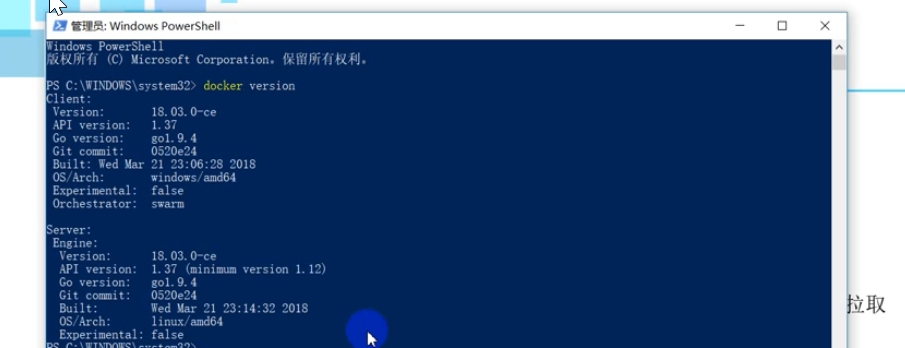 管理员: Windows PowerShell
Windows PowerShell
版权所有 (C) Microsoft Corporation。保留所有权利。
PS C:\WINDOWS\system32> docker version
Client:
Version: 18.03.0-ce
API version: 1.37
Go version: go1.9.4
Git commit: 0520e24
Built: Wed Mar 21 23:06:28 2018
OS/Arch: windows/amd64
Experimental: false
Orchestrator: swarm
Server:
Engine:
Version: 18.03.0-ce
API version: 1.37 (minimum version 1.12)
Go version: go1.9.4
Git commit: 0520e24
Built: Wed Mar 21 23:14:32 2018
OS/Arch: linux/amd64
Experimental: false
PS C:\WINDOWS\system32>
拉取